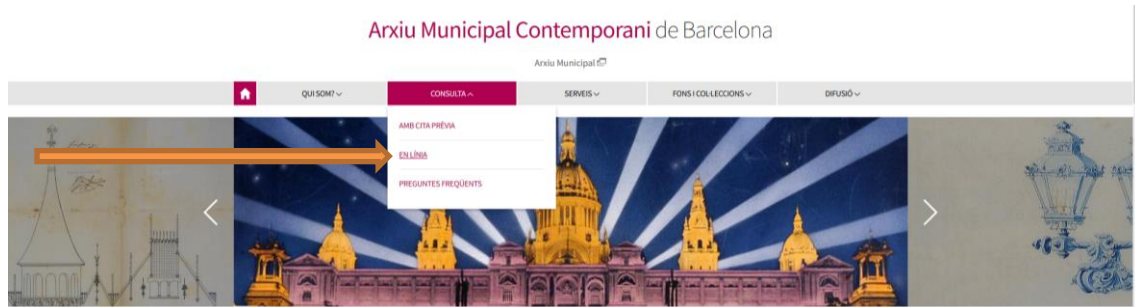 Arxiu Municipal Contemporani de Barcelona
Arxiu Municipal
QUI SOM? CONSULTA SERVEIS FONS I COL·LECCIONS DIFUSIÓ
AMB CITA PRÈVIA
EN LÍNIA
PREGUNTES FREQÜENTS